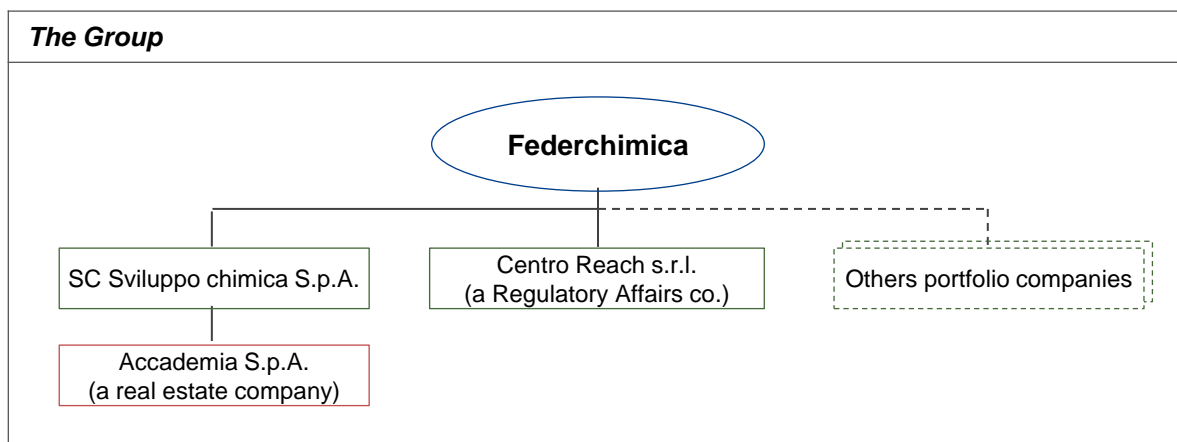 The Group
Federchimica
SC Sviluppo chimica S.p.A.
Centro Reach s.r.l.
(a Regulatory Affairs co.)
Others portfolio companies
Accademia S.p.A.
(a real estate company)